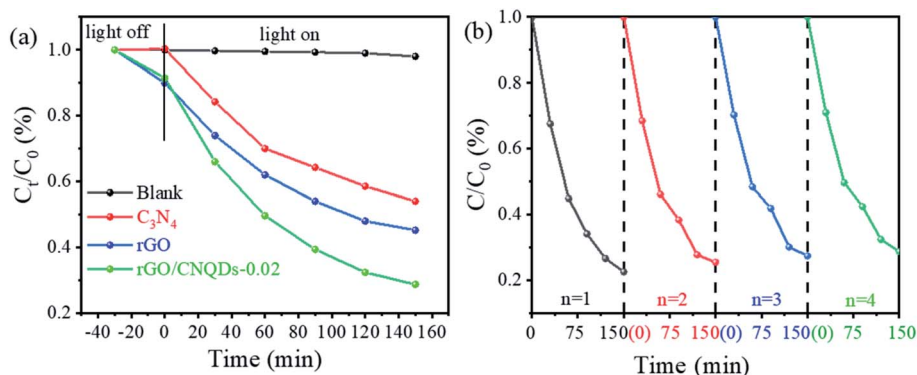 (a)
light off
light on
1.0
0.8
0.6
0.4
0.2
Cₜ/C₀ (%)
Blank
C₃N₄
rGO
rGO/CNQDs-0.02
-40 -20 0 20 40 60 80 100 120 140 160
Time (min)
(b)
1.0
0.8
0.6
0.4
0.2
C/C₀ (%)
n=1 n=2 n=3 n=4
0 75 150(0) 75 150(0) 75 150(0) 75 150
Time (min)